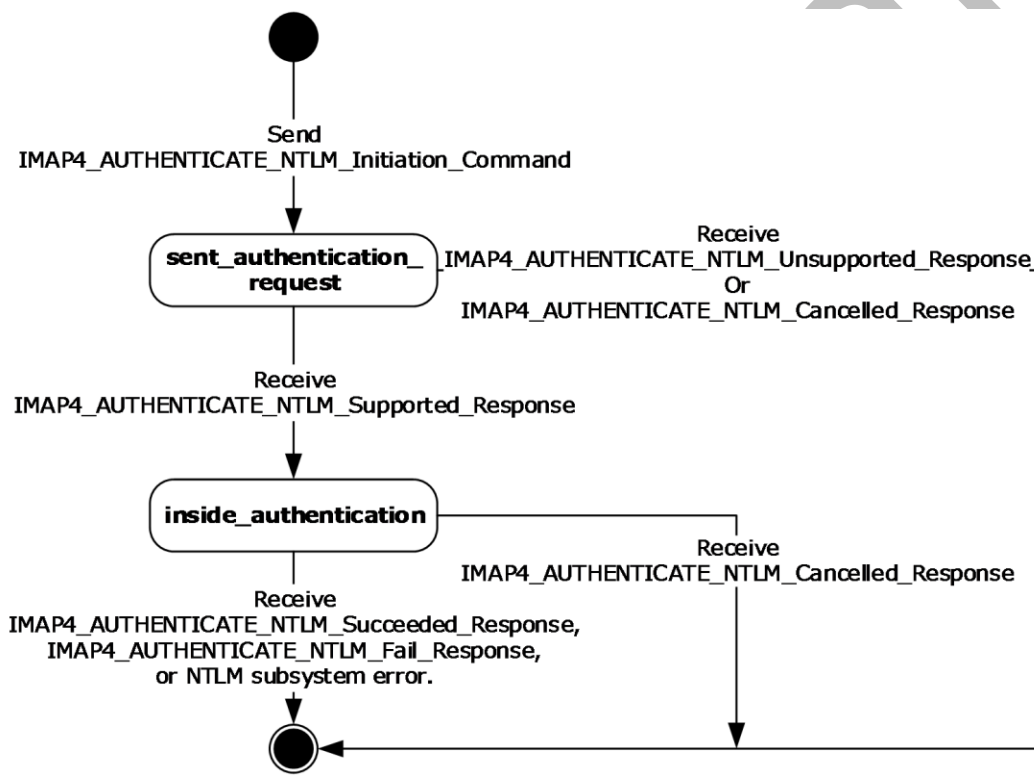 Send
IMAP4_AUTHENTICATE_NTLM_Initiation_Command
sent_authentication_
request
Receive
IMAP4_AUTHENTICATE_NTLM_Unsupported_Response
Or
IMAP4_AUTHENTICATE_NTLM_Cancelled_Response
Receive
IMAP4_AUTHENTICATE_NTLM_Supported_Response
inside_authentication
Receive
IMAP4_AUTHENTICATE_NTLM_Cancelled_Response
Receive
IMAP4_AUTHENTICATE_NTLM_Succeeded_Response,
IMAP4_AUTHENTICATE_NTLM_Fail_Response,
or NTLM subsystem error.